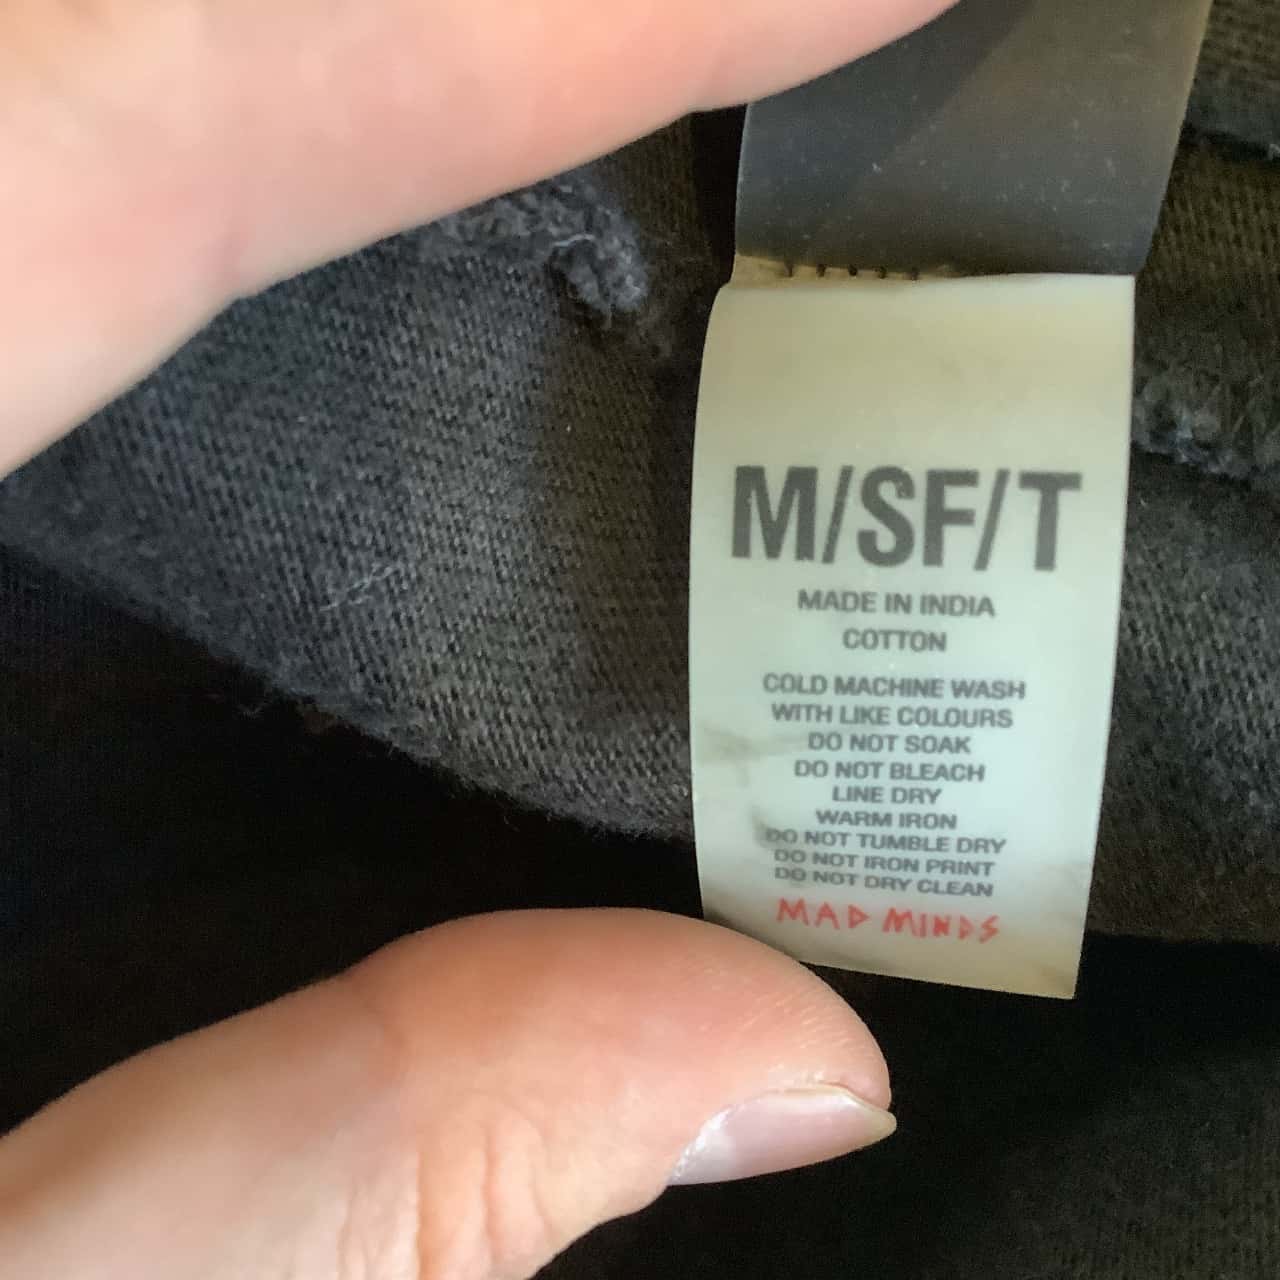 M/SF/T
MADE IN INDIA
COTTON
COLD MACHINE WASH
WITH LIKE COLOURS
DO NOT SOAK
DO NOT BLEACH
LINE DRY
WARM IRON
DO NOT TUMBLE DRY
DO NOT IRON PRINT
DO NOT DRY CLEAN
MAD MINDS